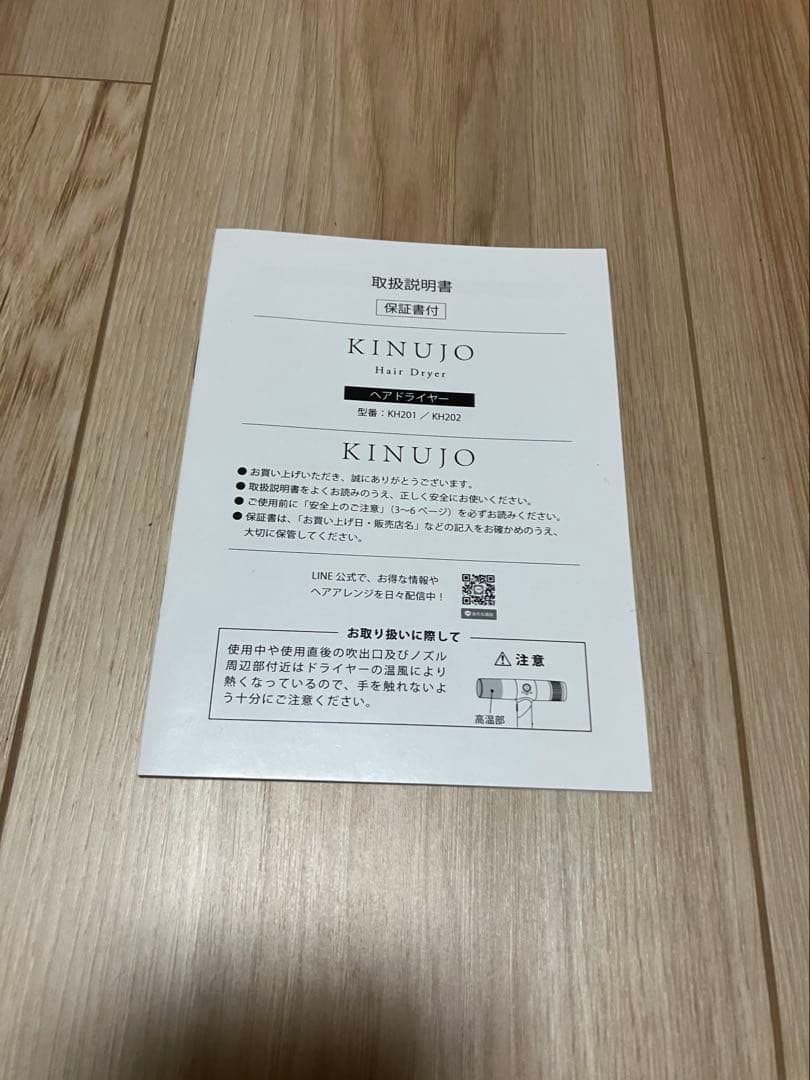 取扱説明書
保証書付
KINUJO
Hair Dryer
ヘアドライヤー
型番：KH201／KH202
KINUJO
● お買い上げいただき、誠にありがとうございます。
● 取扱説明書をよくお読みのうえ、正しく安全にお使いください。
● ご使用前に「安全上のご注意」（3〜6 ページ）を必ずお読みください。
● 保証書は、「お買い上げ日・販売店名」などの記入をお確かめのうえ、
大切に保管してください。
LINE 公式で、お得な情報や
ヘアアレンジを日々配信中！
お取り扱いに際して
使用中や使用直後の吹出口及びノズル
周辺部付近はドライヤーの温風により
熱くなっているので、手を触れないよ
う十分にご注意ください。
注意
高温部